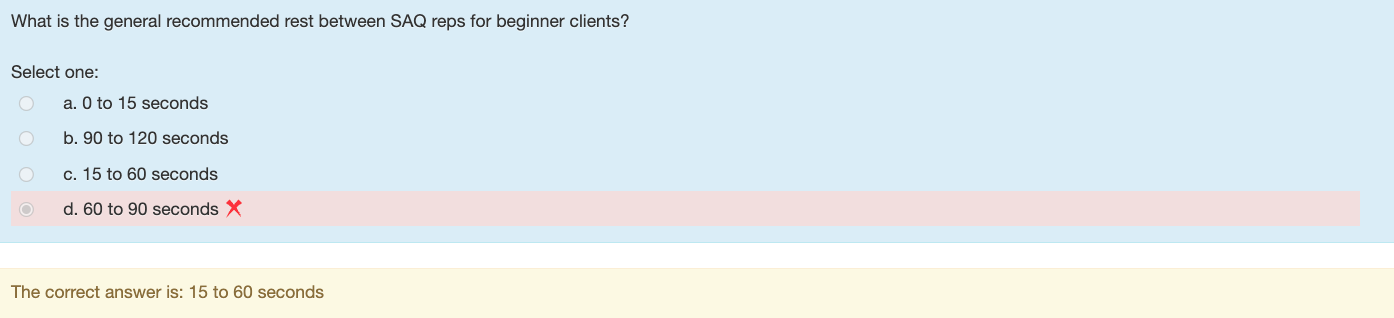 What is the general recommended rest between SAQ reps for beginner clients?
Select one:
a. 0 to 15 seconds
b. 90 to 120 seconds
c. 15 to 60 seconds
d. 60 to 90 seconds
The correct answer is: 15 to 60 seconds